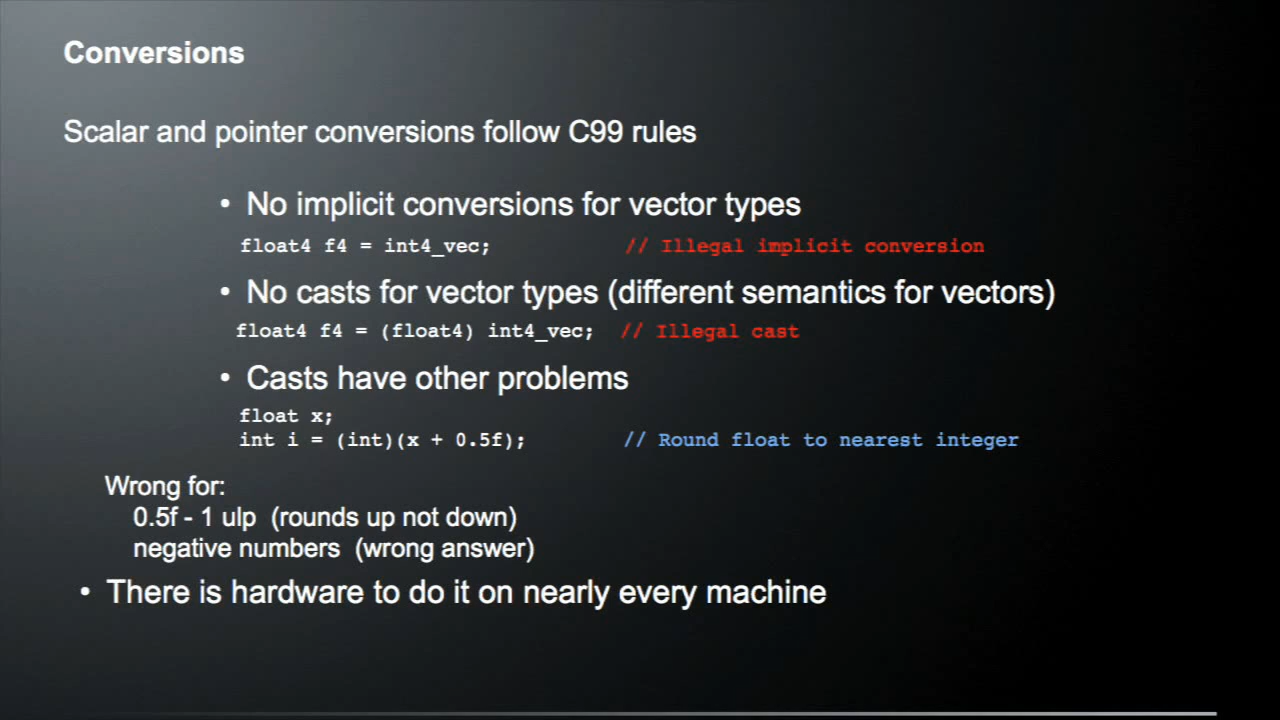 Conversions
Scalar and pointer conversions follow C99 rules
• No implicit conversions for vector types
float4 f4 = int4_vec; // Illegal implicit conversion
• No casts for vector types (different semantics for vectors)
float4 f4 = (float4) int4_vec; // Illegal cast
• Casts have other problems
float x;
int i = (int)(x + 0.5f); // Round float to nearest integer
Wrong for:
0.5f - 1 ulp (rounds up not down)
negative numbers (wrong answer)
• There is hardware to do it on nearly every machine